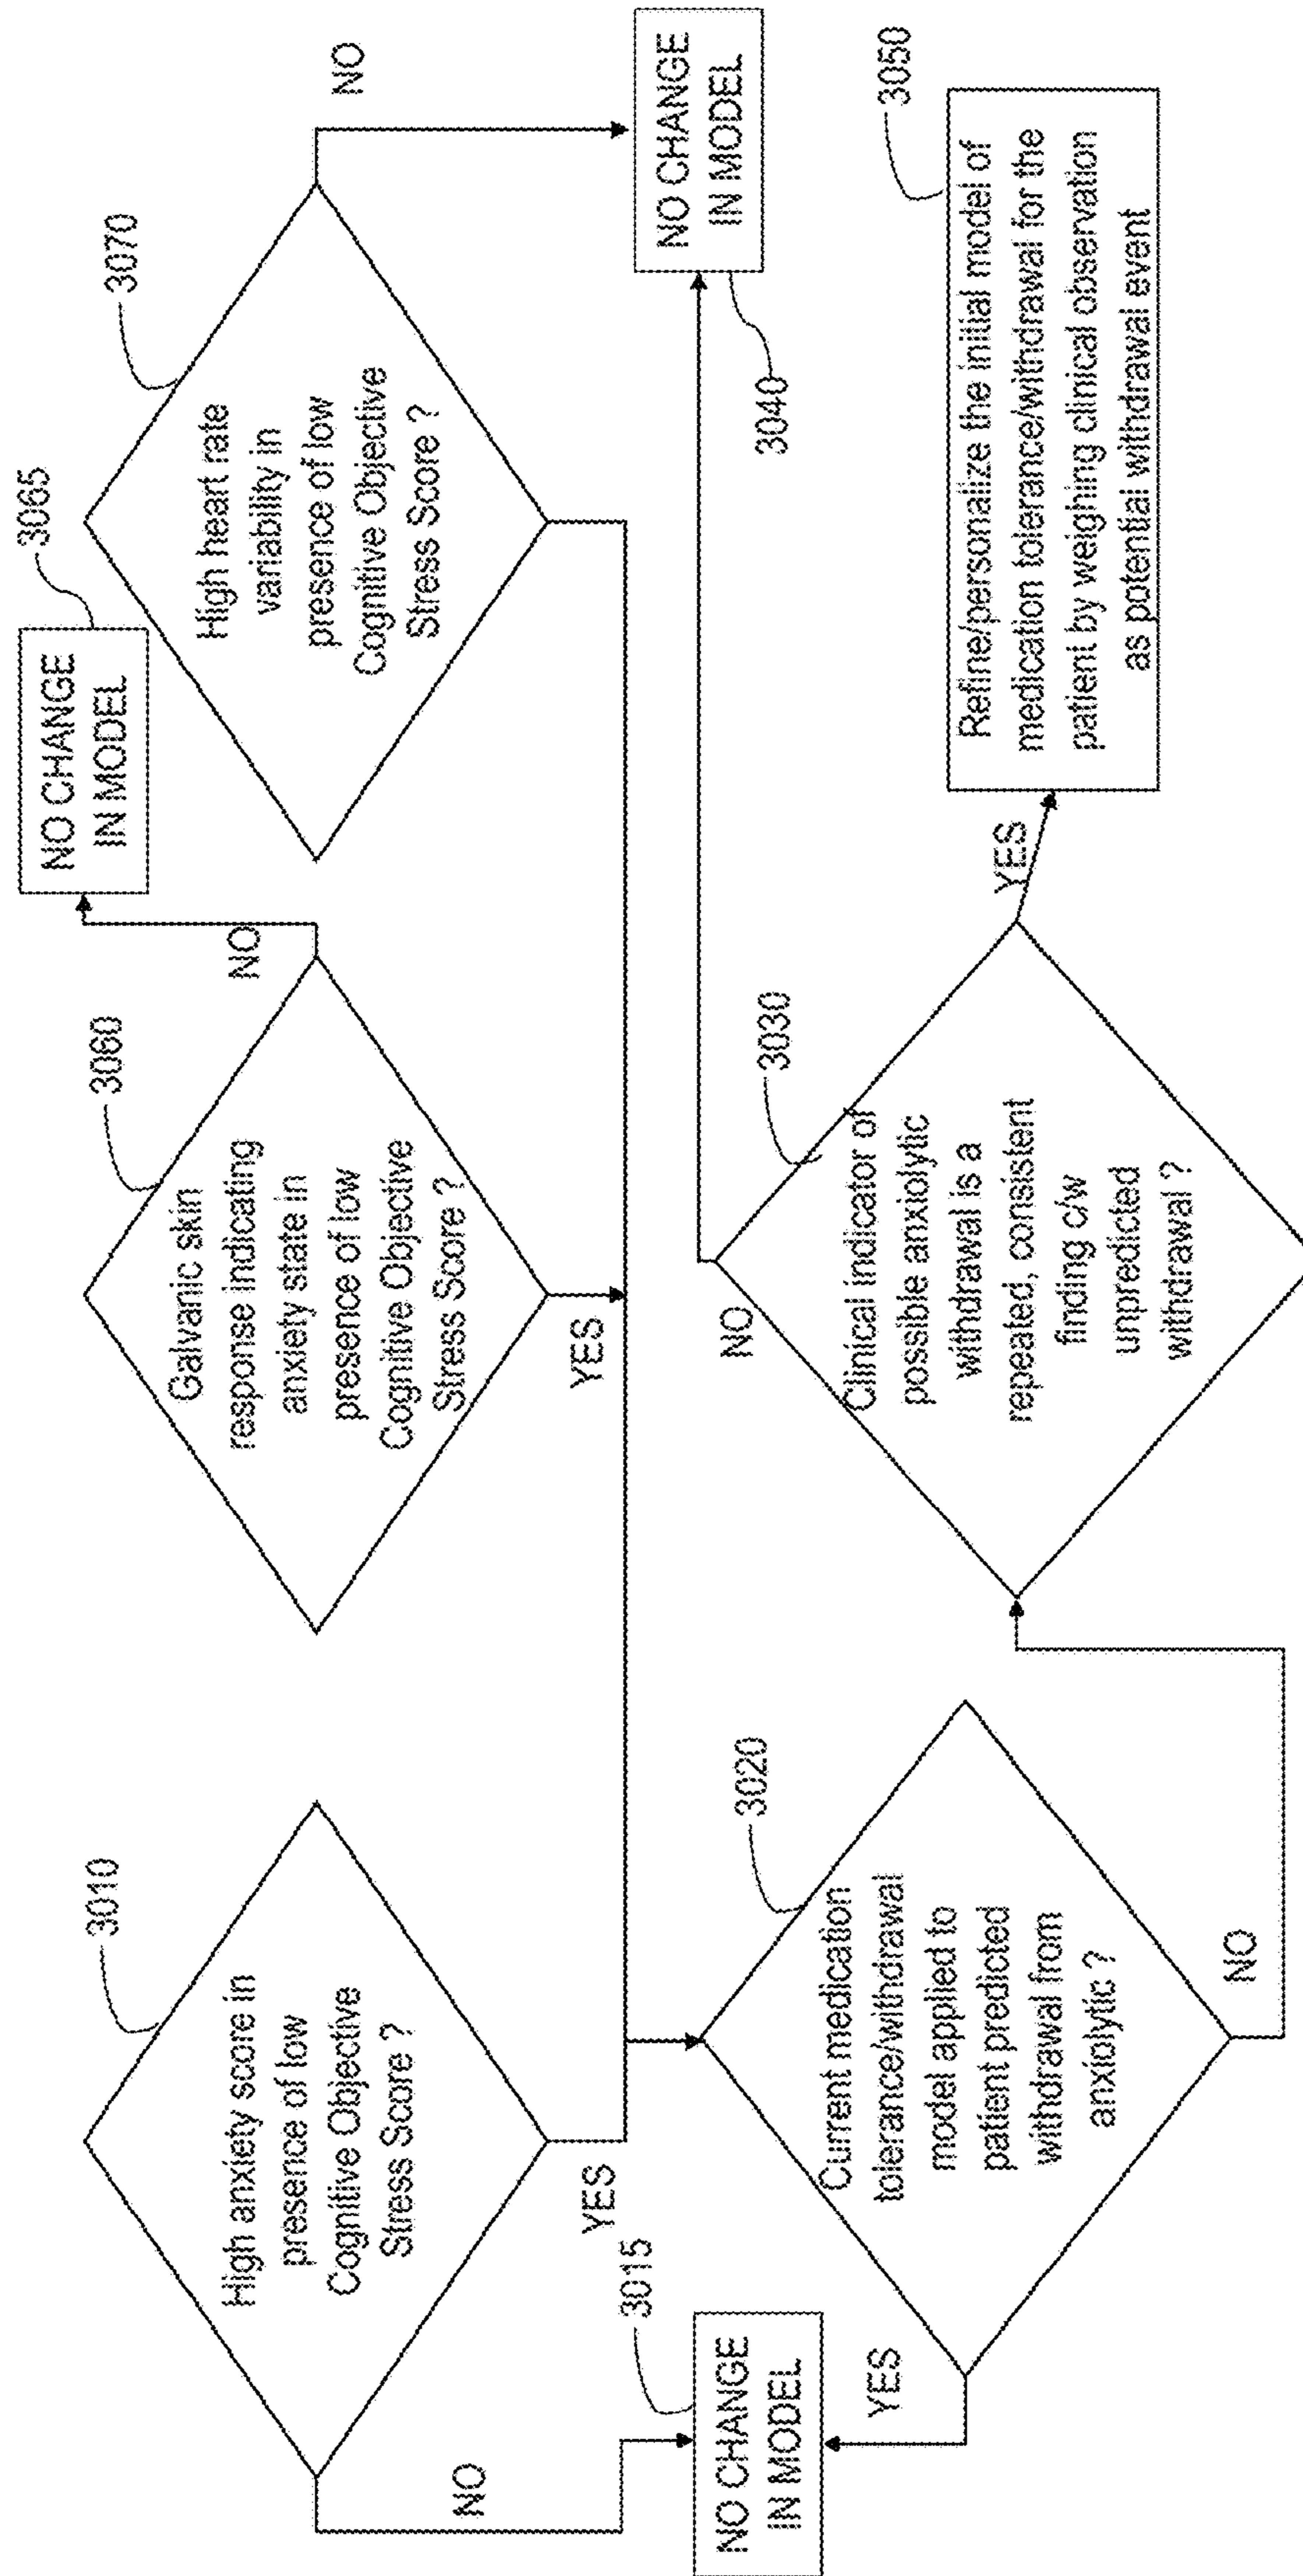 3010
High anxiety score in
presence of low
Cognitive Objective
Stress Score ?
NO
YES
3015
NO CHANGE
IN MODEL
3060
Galvanic skin
response indicating
anxiety state in
presence of low
Cognitive Objective
Stress Score ?
NO
YES
3065
NO CHANGE
IN MODEL
3070
High heart rate
variability in
presence of low
Cognitive Objective
Stress Score ?
NO
NO CHANGE
IN MODEL
3040
3020
Current medication
tolerance/withdrawal
model applied to
patient predicted
withdrawal from
anxiolytic ?
YES
NO
3030
Clinical indicator of
possible anxiolytic
withdrawal is a
repeated, consistent
finding c/w
unpredicted
withdrawal ?
NO
YES
3050
Refine/personalize the initial model of
medication tolerance/withdrawal for the
patient by weighing clinical observation
as potential withdrawal event